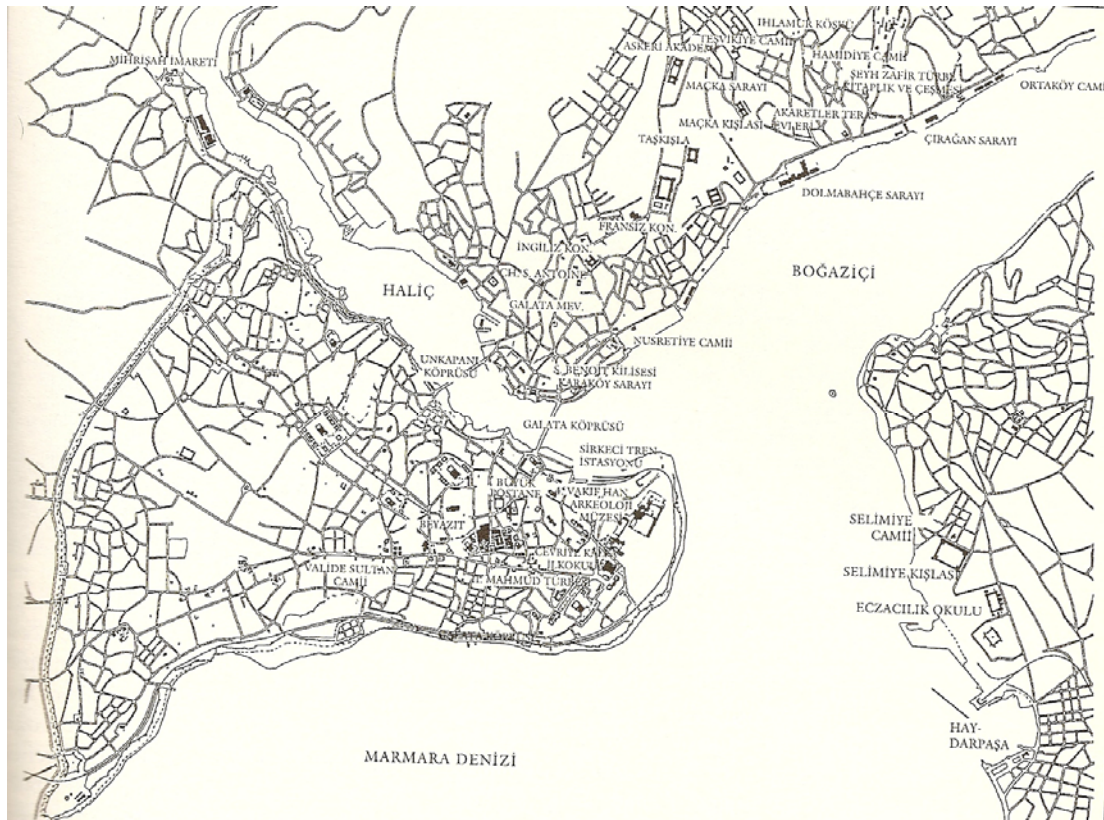 IHLAMUR KÖŞKÜ
TEŞVİKİYE CAMİİ
ASKERİ AKADEMİ
HAMİDİYE CAMİİ
MİHRİŞAH İMARETİ
ŞEYH ZAFİR TÜRBE
KİTAPLIK VE ÇEŞMESİ
MAÇKA SARAYI
ORTAKÖY CAMİ
AKARETLER TERAS
EVLERİ
MAÇKA KIŞLASI
TAŞKIŞLA
ÇIRAĞAN SARAYI
DOLMABAHÇE SARAYI
FRANSIZ KON.
İNGİLİZ KON.
BOĞAZİÇİ
CH. S. ANTOINE
HALİÇ
GALATA MEV.
NUSRETİYE CAMİİ
UNKAPANI
KÖPRÜSÜ
S. BENOIT KİLİSESİ
KARAKÖY SARAYI
GALATA KÖPRÜSÜ
SİRKECİ TREN
İSTASYONU
BÜYÜK
POSTANE
VAKIF HAN
ARKEOLOJİ
MÜZESİ
BEYAZIT
SELİMİYE
CAMİİ
CEVRİYE KALFA
İLKOKULU
VALİDE SULTAN
CAMİİ
II. MAHMUD TÜRBESİ
SELİMİYE KIŞLASI
ECZACILIK OKULU
HAY-
DARPAŞA
MARMARA DENİZİ